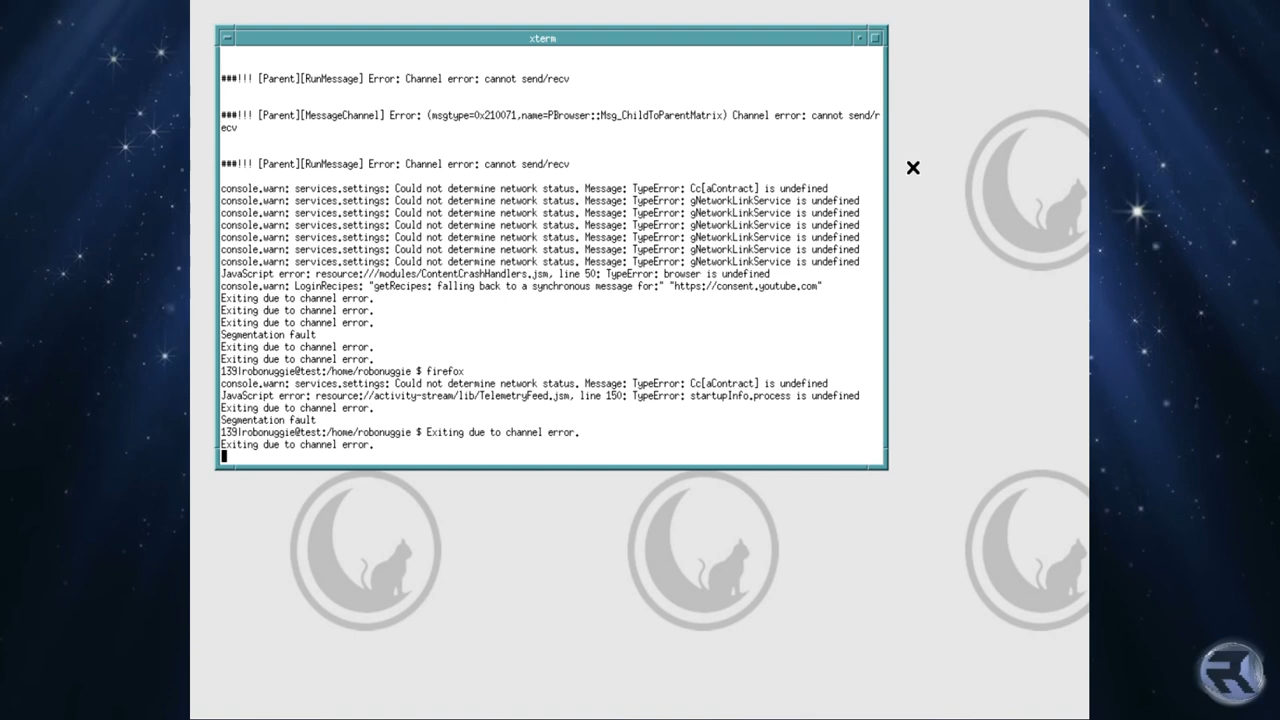 xterm
###!!! [Parent][RunMessage] Error: Channel error: cannot send/recv
###!!! [Parent][MessageChannel] Error: (msgtype=0x210071,name=PBrowser::Msg_ChildToParentMatrix) Channel error: cannot send/r
ecv
###!!! [Parent][RunMessage] Error: Channel error: cannot send/recv
console.warn: services.settings: Could not determine network status. Message: TypeError: Cc[aContract] is undefined
console.warn: services.settings: Could not determine network status. Message: TypeError: gNetworkLinkService is undefined
console.warn: services.settings: Could not determine network status. Message: TypeError: gNetworkLinkService is undefined
console.warn: services.settings: Could not determine network status. Message: TypeError: gNetworkLinkService is undefined
console.warn: services.settings: Could not determine network status. Message: TypeError: gNetworkLinkService is undefined
console.warn: services.settings: Could not determine network status. Message: TypeError: gNetworkLinkService is undefined
console.warn: services.settings: Could not determine network status. Message: TypeError: gNetworkLinkService is undefined
JavaScript error: resource:///modules/ContentCrashHandlers.jsm, line 50: TypeError: browser is undefined
console.warn: LoginRecipes: "getRecipes: falling back to a synchronous message for:" "https://consent.youtube.com"
Exiting due to channel error.
Exiting due to channel error.
Exiting due to channel error.
Segmentation fault
Exiting due to channel error.
Exiting due to channel error.
139|robonuggie@test:/home/robonuggie $ firefox
console.warn: services.settings: Could not determine network status. Message: TypeError: Cc[aContract] is undefined
JavaScript error: resource://activity-stream/lib/TelemetryFeed.jsm, line 150: TypeError: startupInfo.process is undefined
Exiting due to channel error.
Segmentation fault
139|robonuggie@test:/home/robonuggie $ Exiting due to channel error.
Exiting due to channel error.